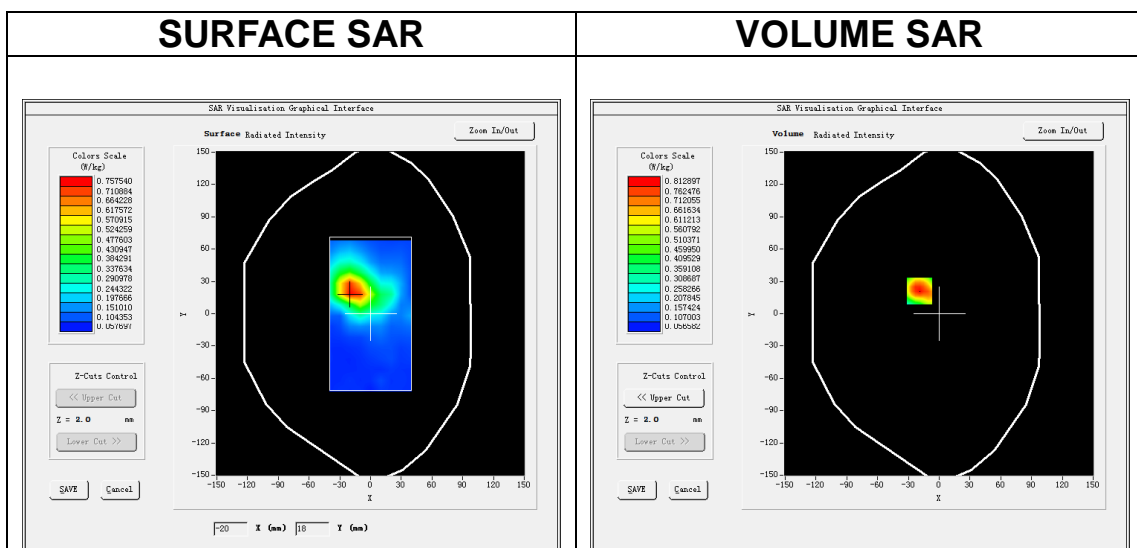 SURFACE SAR
VOLUME SAR
SAR Visualisation Graphical Interface
Surface Radiated Intensity
Zoom In/Out
Colors Scale
(W/kg)
0.757540
0.710884
0.664228
0.617572
0.570915
0.524259
0.477603
0.430947
0.384291
0.337634
0.290978
0.244322
0.197666
0.151010
0.104353
0.057697
Z-Cuts Control
<< Upper Cut
Z = 2.0 mm
Lower Cut >>
SAVE
Cancel
150
120
90
60
30
0
-30
-60
-90
-120
-150
Y
-150 -120 -90 -60 -30 0 30 60 90 120 150
X
-20 X (mm) 18 Y (mm)
SAR Visualisation Graphical Interface
Volume Radiated Intensity
Zoom In/Out
Colors Scale
(W/kg)
0.812897
0.762476
0.712055
0.661634
0.611213
0.560792
0.510371
0.459950
0.409529
0.359108
0.308687
0.258266
0.207845
0.157424
0.107003
0.056582
Z-Cuts Control
<< Upper Cut
Z = 2.0 mm
Lower Cut >>
SAVE
Cancel
150
120
90
60
30
0
-30
-60
-90
-120
-150
Y
-150 -120 -90 -60 -30 0 30 60 90 120 150
X